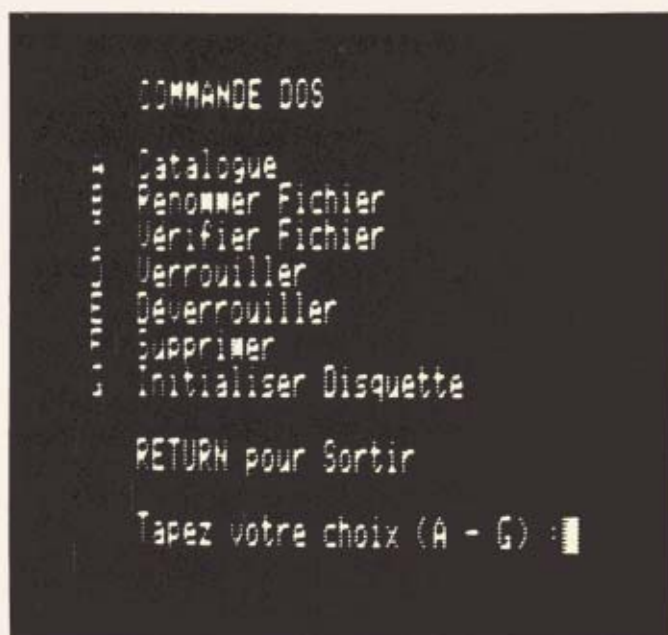 COMMANDE DOS
A Catalogue
B Renommer Fichier
C Vérifier Fichier
D Verrouiller
E Déverrouiller
F Supprimer
G Initialiser Disquette
RETURN pour Sortir
Tapez votre choix (A - G) :